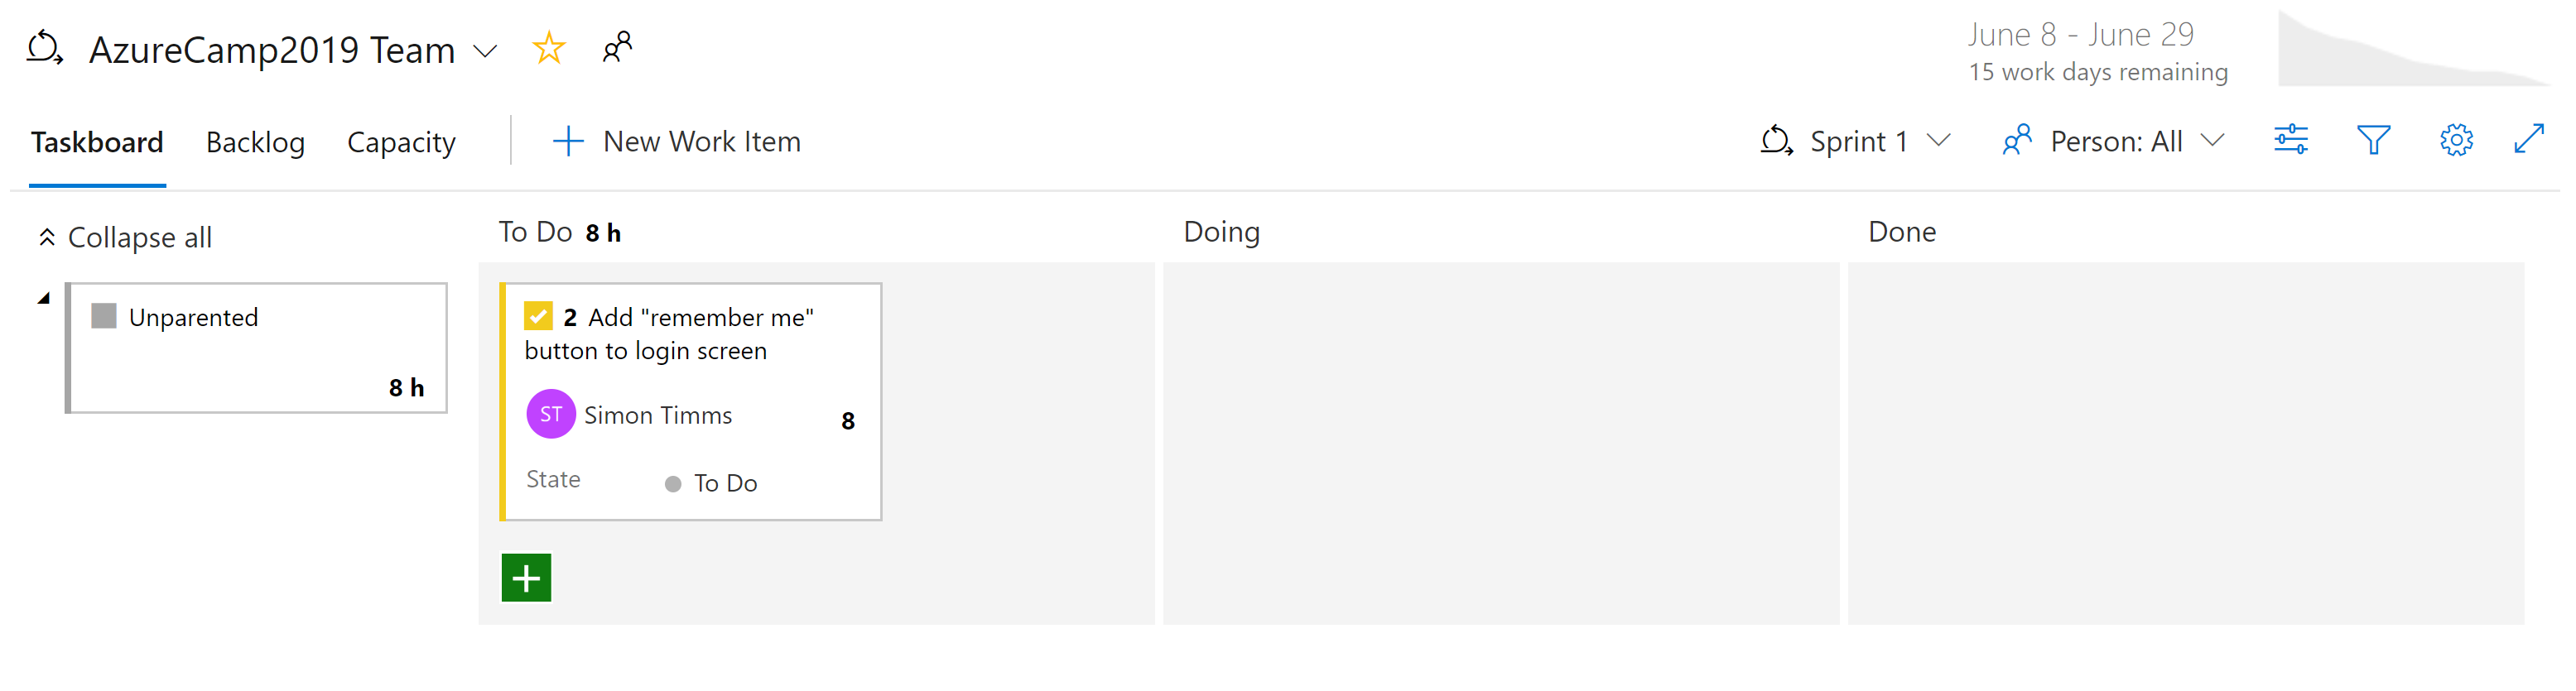 AzureCamp2019 Team
June 8 - June 29
15 work days remaining
Taskboard Backlog Capacity New Work Item Sprint 1 Person: All
Collapse all
To Do 8 h
Doing
Done
Unparented
8 h
2 Add "remember me"
button to login screen
ST Simon Timms 8
State To Do